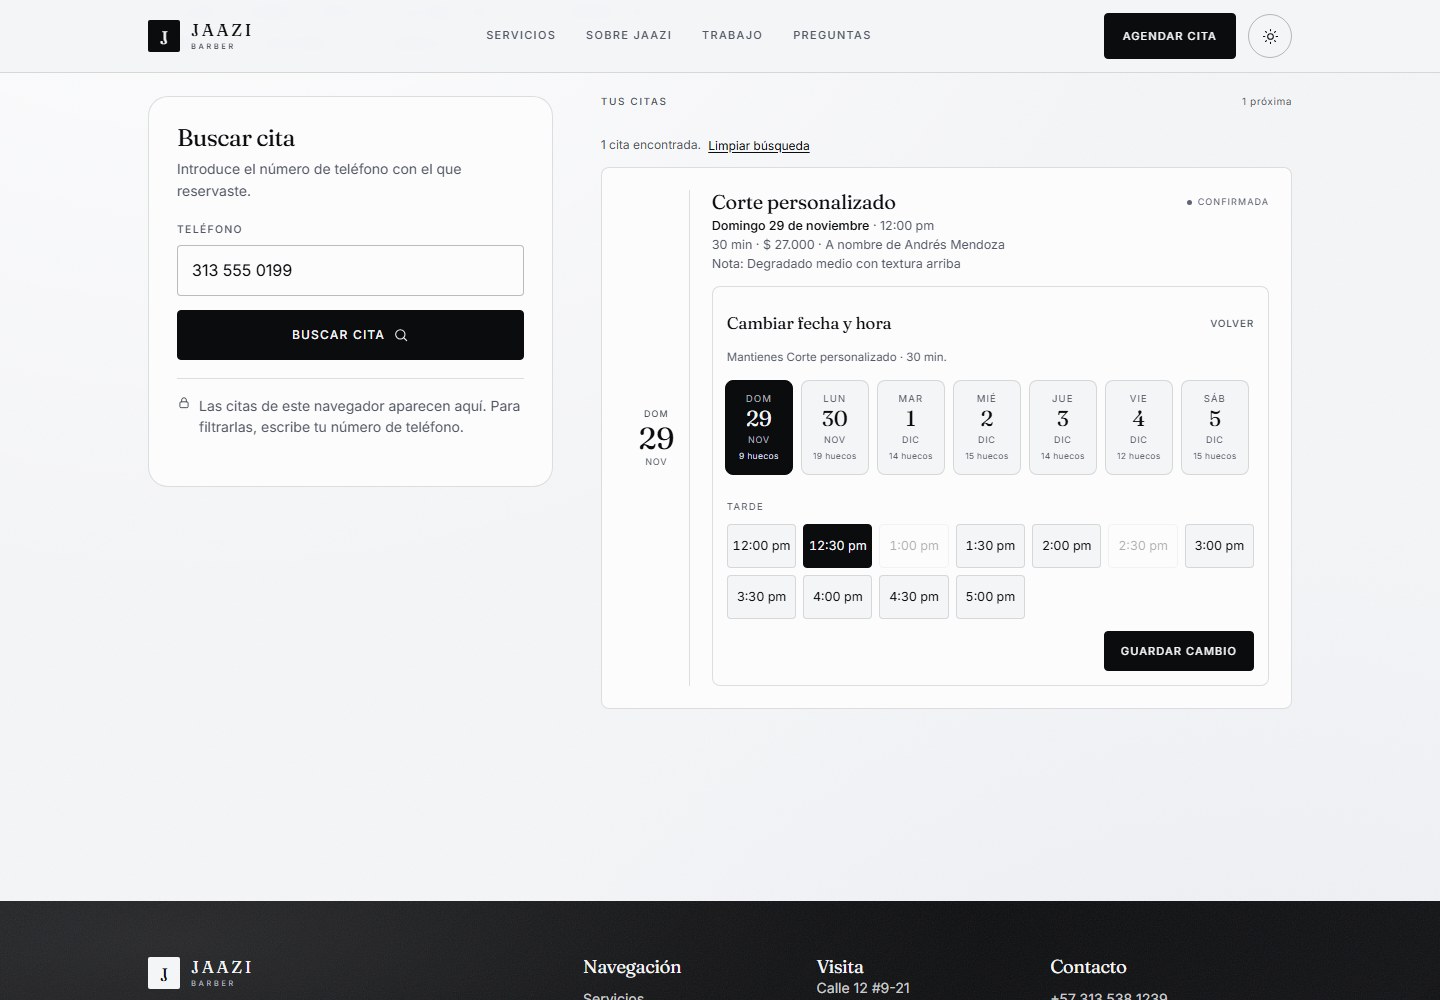 J
JAAZI
BARBER
SERVICIOS
SOBRE JAAZI
TRABAJO
PREGUNTAS
AGENDAR CITA
Buscar cita
Introduce el número de teléfono con el que
reservaste.
TELÉFONO
313 555 0199
BUSCAR CITA
Las citas de este navegador aparecen aquí. Para
filtrarlas, escribe tu número de teléfono.
TUS CITAS
1 próxima
1 cita encontrada. Limpiar búsqueda
DOM
29
NOV
Corte personalizado
CONFIRMADA
Domingo 29 de noviembre · 12:00 pm
30 min · $ 27.000 · A nombre de Andrés Mendoza
Nota: Degradado medio con textura arriba
Cambiar fecha y hora
VOLVER
Mantienes Corte personalizado · 30 min.
DOM
29
NOV
9 huecos
LUN
30
NOV
19 huecos
MAR
1
DIC
14 huecos
MIÉ
2
DIC
15 huecos
JUE
3
DIC
14 huecos
VIE
4
DIC
12 huecos
SÁB
5
DIC
15 huecos
TARDE
12:00 pm
12:30 pm
1:00 pm
1:30 pm
2:00 pm
2:30 pm
3:00 pm
3:30 pm
4:00 pm
4:30 pm
5:00 pm
GUARDAR CAMBIO
J
JAAZI
BARBER
Navegación
Servicios
Visita
Calle 12 #9-21
Contacto
+57 313 538 1239